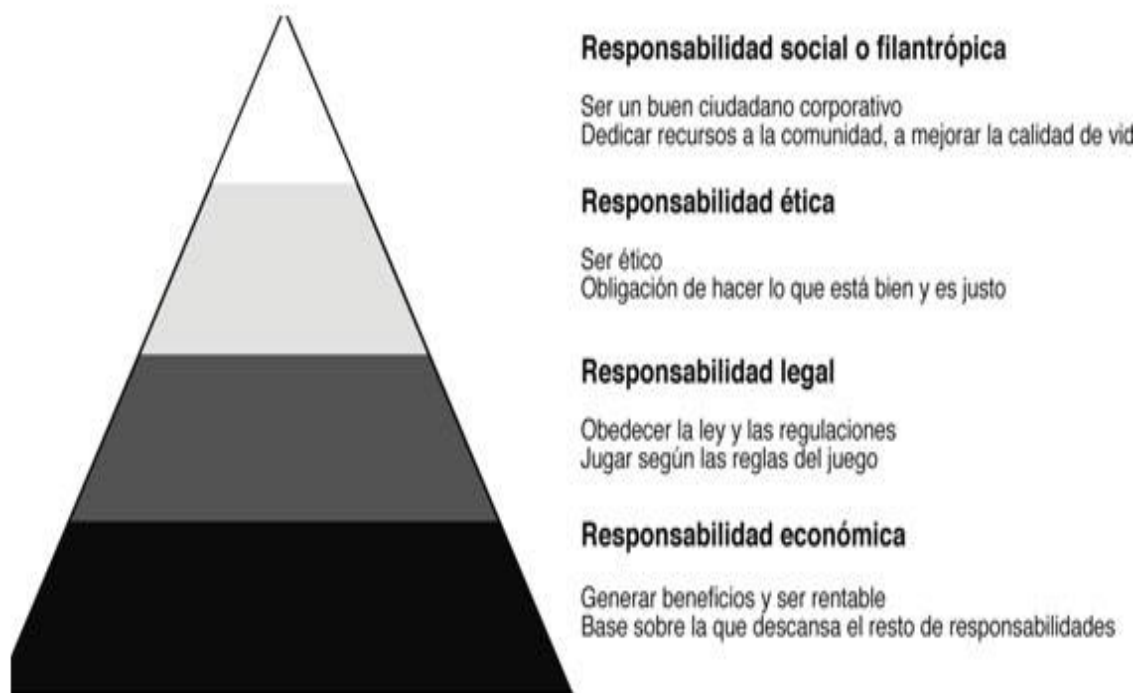 Responsabilidad social o filantrópica
Ser un buen ciudadano corporativo
Dedicar recursos a la comunidad, a mejorar la calidad de vid
Responsabilidad ética
Ser ético
Obligación de hacer lo que está bien y es justo
Responsabilidad legal
Obedecer la ley y las regulaciones
Jugar según las reglas del juego
Responsabilidad económica
Generar beneficios y ser rentable
Base sobre la que descansa el resto de responsabilidades